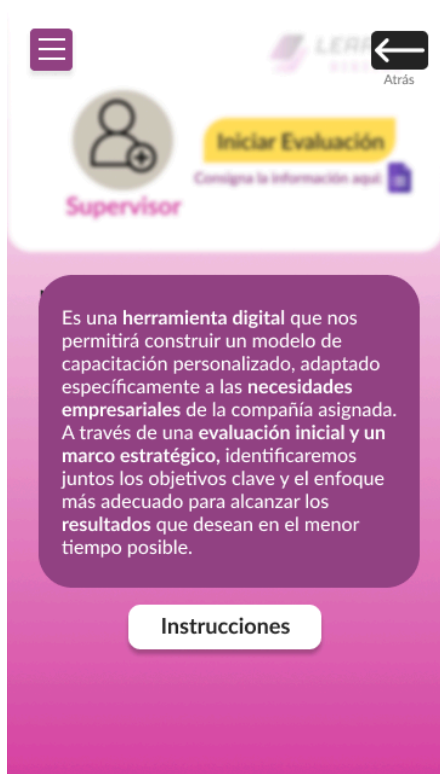 Atrás
Iniciar Evaluación
Consigna la información aquí:
Supervisor
Es una herramienta digital que nos
permitirá construir un modelo de
capacitación personalizado, adaptado
específicamente a las necesidades
empresariales de la compañía asignada.
A través de una evaluación inicial y un
marco estratégico, identificaremos
juntos los objetivos clave y el enfoque
más adecuado para alcanzar los
resultados que desean en el menor
tiempo posible.
Instrucciones